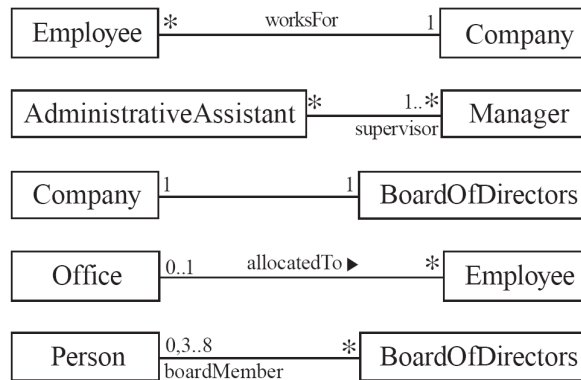 Employee * worksFor 1 Company
AdministrativeAssistant * 1..* Manager
supervisor
Company 1 1 BoardOfDirectors
Office 0..1 allocatedTo ▶ * Employee
Person 0,3..8 * BoardOfDirectors
boardMember